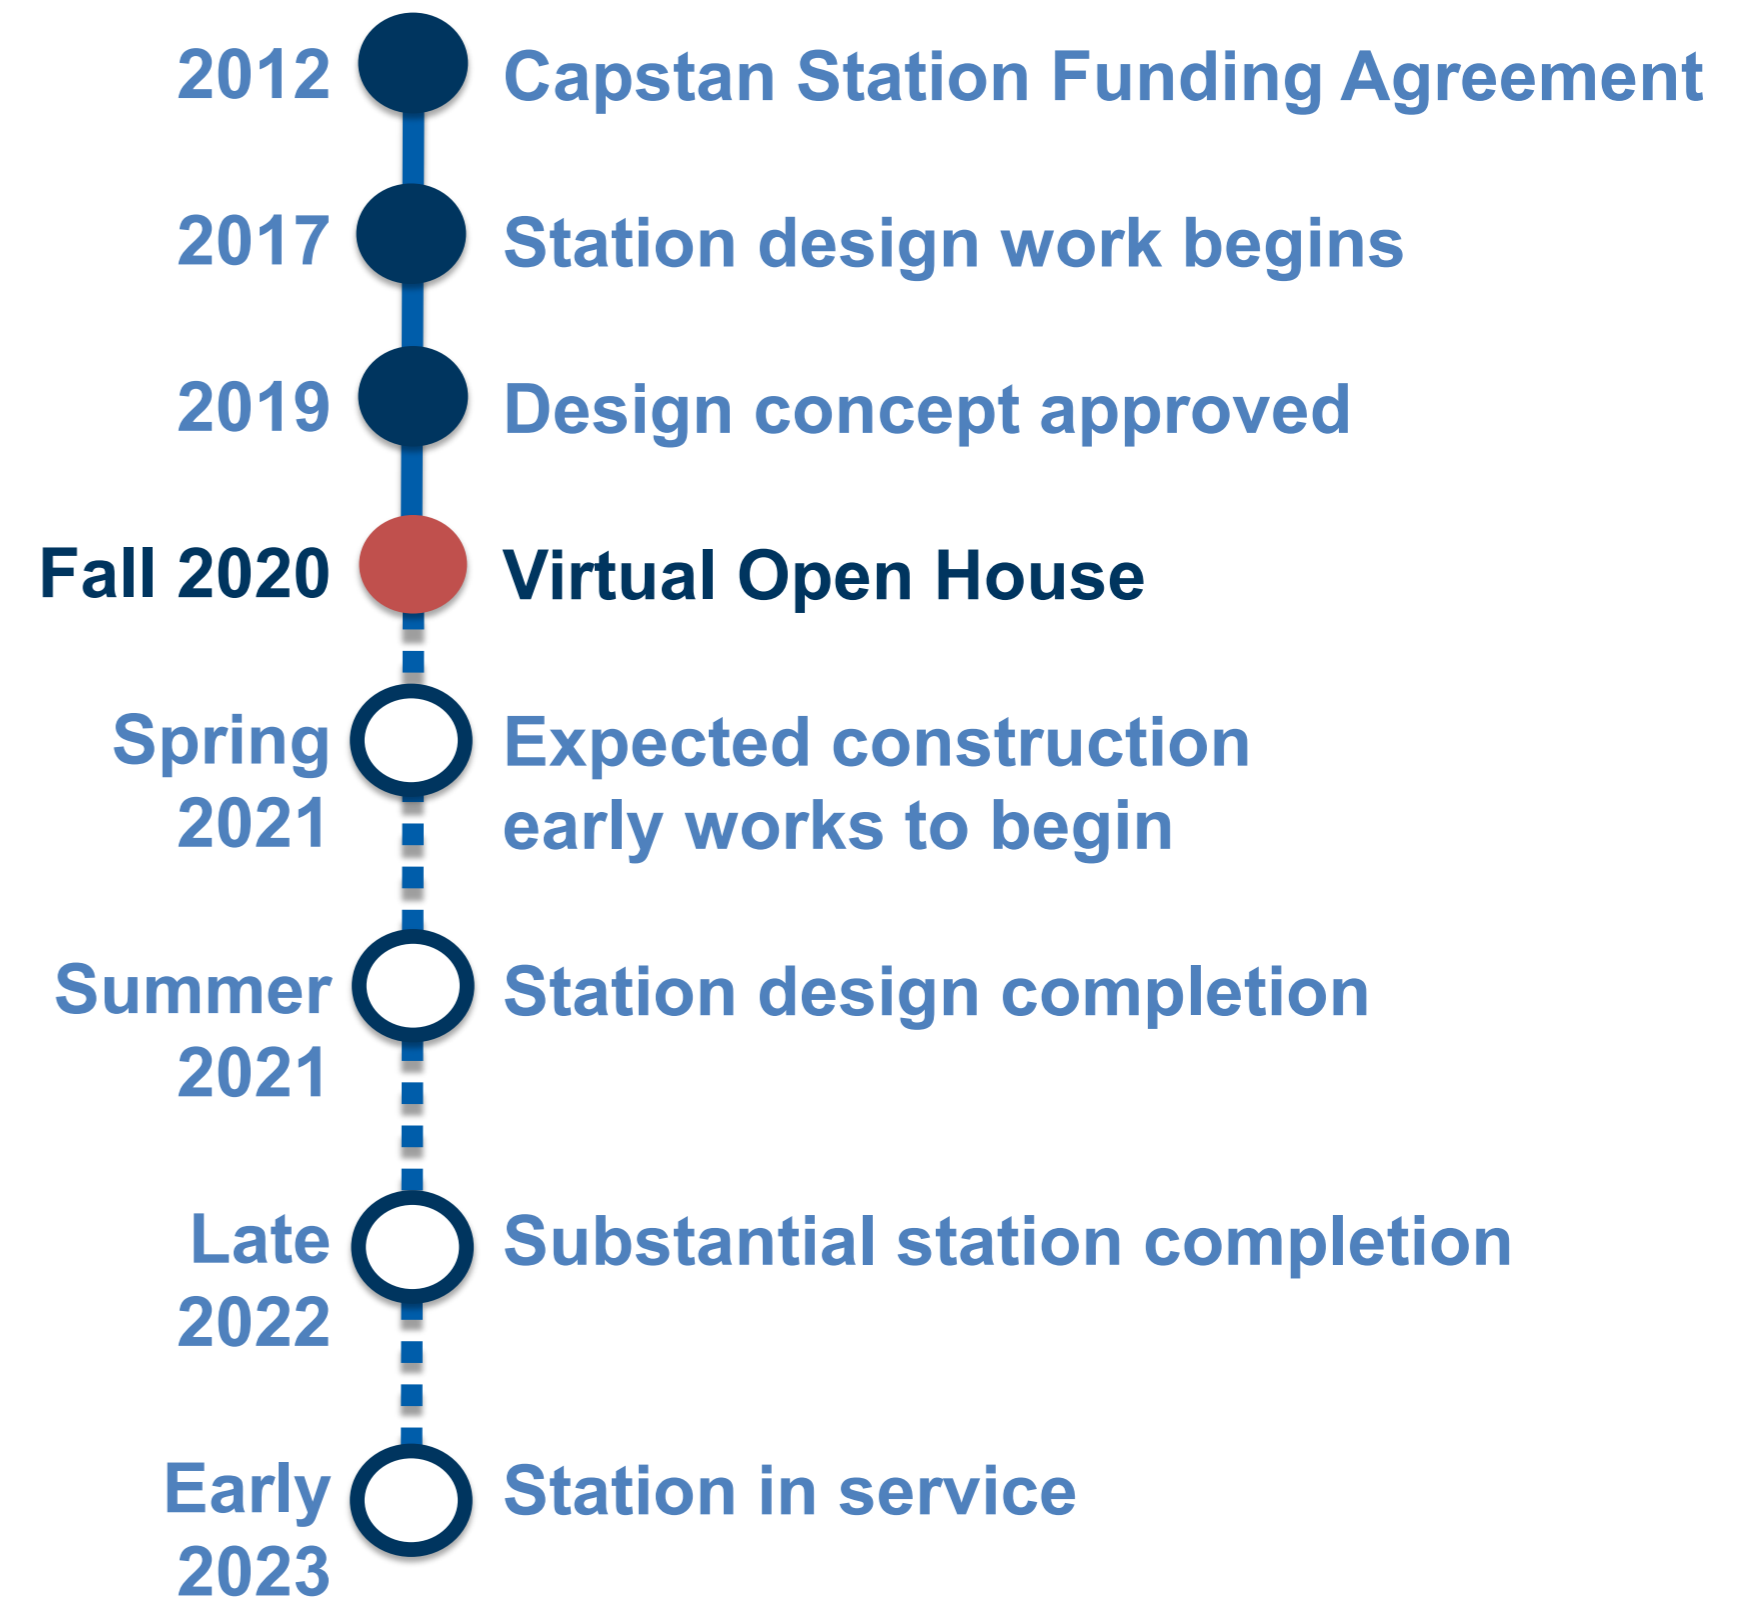 2012 Capstan Station Funding Agreement
2017 Station design work begins
2019 Design concept approved
Fall 2020 Virtual Open House
Spring Expected construction
2021 early works to begin
Summer Station design completion
2021
Late Substantial station completion
2022
Early Station in service
2023